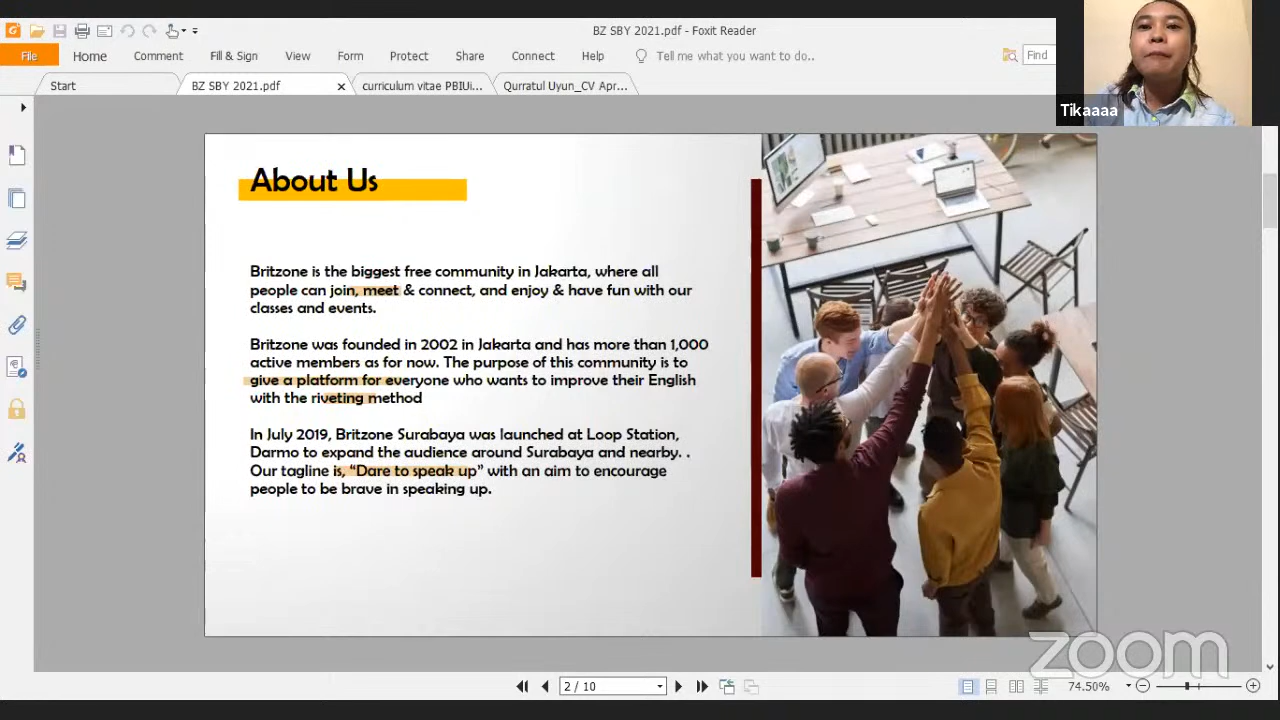 BZ SBY 2021.pdf - Foxit Reader
File Home Comment Fill & Sign View Form Protect Share Connect Help Tell me what you want to do.. Find
Start BZ SBY 2021.pdf curriculum vitae PBIUi... Qurratul Uyun_CV Apr...
Tikaaaa
About Us
Britzone is the biggest free community in Jakarta, where all
people can join, meet & connect, and enjoy & have fun with our
classes and events.
Britzone was founded in 2002 in Jakarta and has more than 1,000
active members as for now. The purpose of this community is to
give a platform for everyone who wants to improve their English
with the riveting method
In July 2019, Britzone Surabaya was launched at Loop Station,
Darmo to expand the audience around Surabaya and nearby. .
Our tagline is, “Dare to speak up” with an aim to encourage
people to be brave in speaking up.
zoom
2 / 10
74.50%